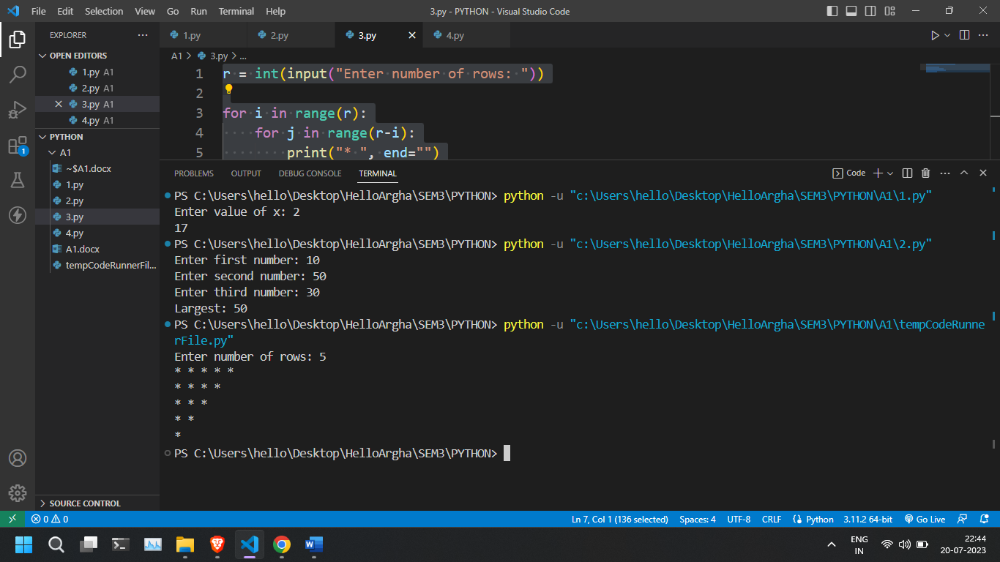 File Edit Selection View Go Run Terminal Help
3.py - PYTHON - Visual Studio Code
EXPLORER
OPEN EDITORS
1.py A1
2.py A1
3.py A1
4.py A1
PYTHON
A1
~$A1.docx
1.py
2.py
3.py
4.py
A1.docx
tempCodeRunnerFil...
SOURCE CONTROL
1
1.py 2.py 3.py 4.py
A1 > 3.py > ...
1 r = int(input("Enter number of rows: "))
2
3 for i in range(r):
4     for j in range(r-i):
5         print("* ", end="")
PROBLEMS OUTPUT DEBUG CONSOLE TERMINAL
Code
PS C:\Users\hello\Desktop\HelloArgha\SEM3\PYTHON> python -u "c:\Users\hello\Desktop\HelloArgha\SEM3\PYTHON\A1\1.py"
Enter value of x: 2
17
PS C:\Users\hello\Desktop\HelloArgha\SEM3\PYTHON> python -u "c:\Users\hello\Desktop\HelloArgha\SEM3\PYTHON\A1\2.py"
Enter first number: 10
Enter second number: 50
Enter third number: 30
Largest: 50
PS C:\Users\hello\Desktop\HelloArgha\SEM3\PYTHON> python -u "c:\Users\hello\Desktop\HelloArgha\SEM3\PYTHON\A1\tempCodeRunne
rFile.py"
Enter number of rows: 5
* * * * *
* * * *
* * *
* *
*
PS C:\Users\hello\Desktop\HelloArgha\SEM3\PYTHON>
0 0
Ln 7, Col 1 (136 selected) Spaces: 4 UTF-8 CRLF Python 3.11.2 64-bit Go Live
ENG
IN
22:44
20-07-2023